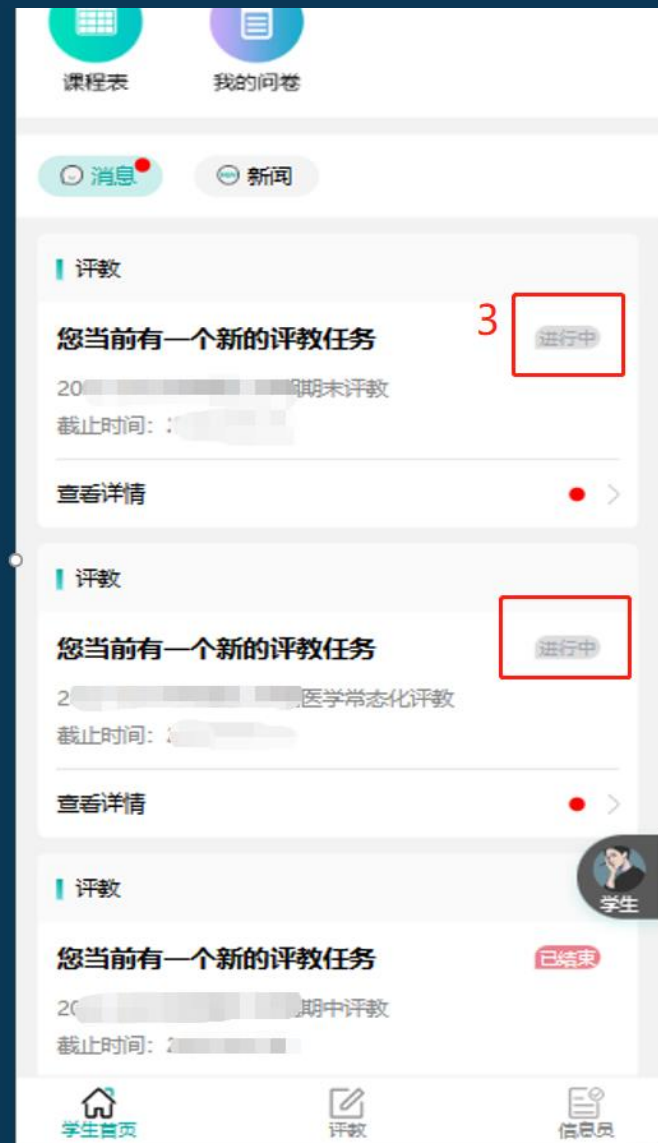 课程表 我的问卷
消息 新闻
评教
您当前有一个新的评教任务 3 进行中
20 期末评教
截止时间:
查看详情
评教
您当前有一个新的评教任务 进行中
2 医学常态化评教
截止时间:
查看详情
评教
学生
您当前有一个新的评教任务 已结束
20 期中评教
截止时间:
学生首页 评教 信息员